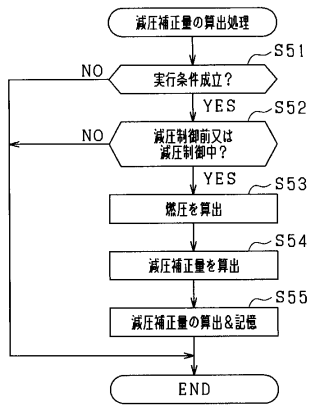 減圧補正量の算出処理
S51
実行条件成立?
NO
YES
S52
減圧制御前又は
減圧制御中?
NO
YES
S53
燃圧を算出
S54
減圧補正量を算出
S55
減圧補正量の算出&記憶
END